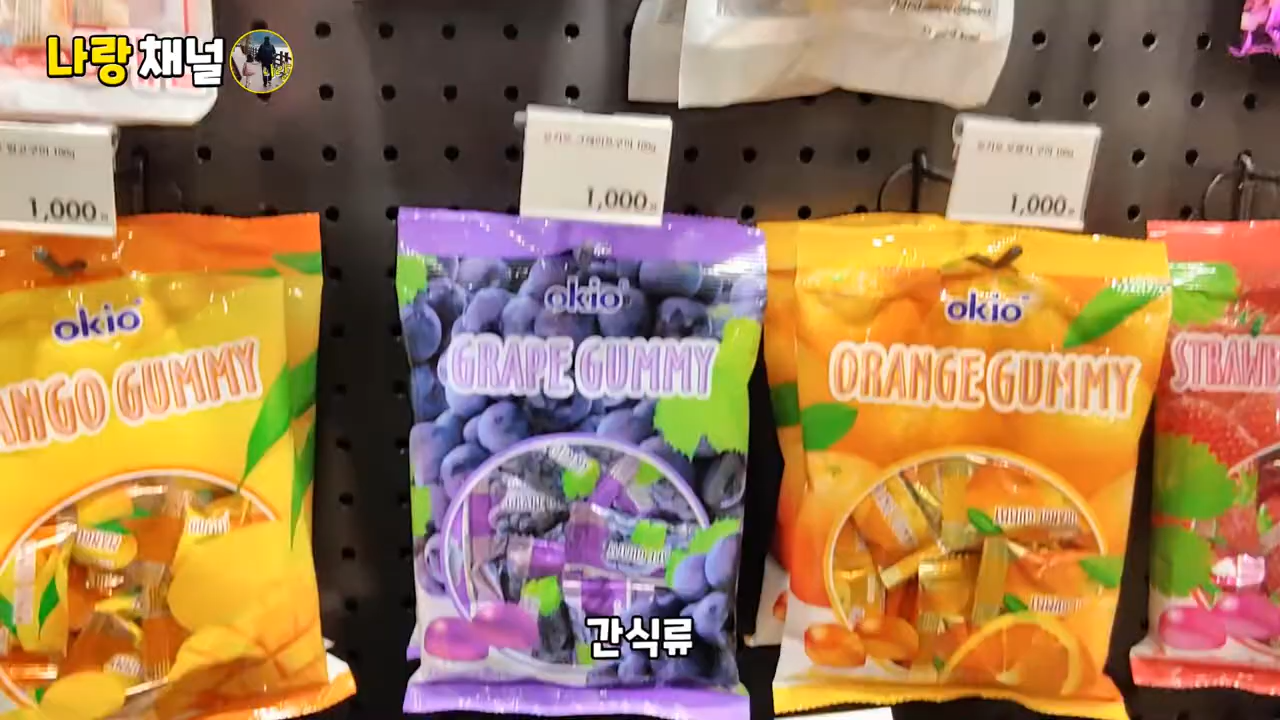 나랑 채널
1,000
1,000
1,000
okio
ANGO GUMMY
okio
GRAPE GUMMY
okio
ORANGE GUMMY
STRAWB
간식류